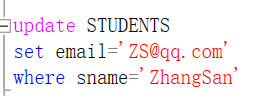 update STUDENTS
set email='ZS@qq.com'
where sname='ZhangSan'